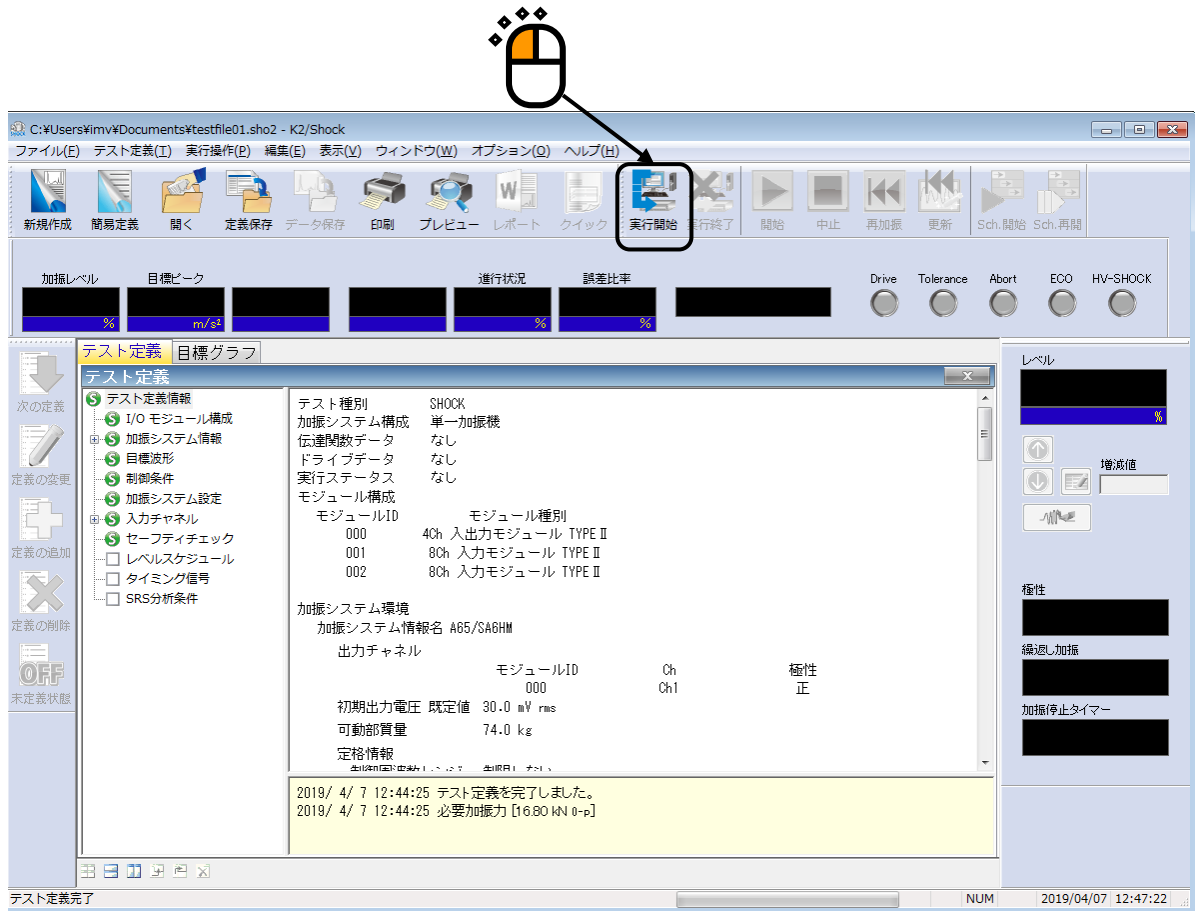 C:¥Users¥imv¥Documents¥testfile01.sho2 - K2/Shock
ファイル(F) テスト定義(T) 実行操作(P) 編集(E) 表示(V) ウィンドウ(W) オプション(O) ヘルプ(H)
新規作成 簡易定義 開く 定義保存 データ保存 印刷 プレビュー レポート クイック 実行開始 実行終了 開始 中止 再加振 更新 Sch.開始 Sch.再開
加振レベル 目標ピーク 進行状況 誤差比率 Drive Tolerance Abort ECO HV-SHOCK
% m/s² % %
テスト定義 目標グラフ
テスト定義
次の定義
定義の変更
定義の追加
定義の削除
OFF
未定義状態
テスト定義情報
I/O モジュール構成
加振システム情報
目標波形
制御条件
加振システム設定
入力チャネル
セーフティチェック
レベルスケジュール
タイミング信号
SRS分析条件
テスト種別 SHOCK
加振システム構成 単一加振機
伝達関数データ なし
ドライブデータ なし
実行ステータス なし
モジュール構成
モジュールID モジュール種別
000 4Ch 入出力モジュール TYPEⅡ
001 8Ch 入力モジュール TYPEⅡ
002 8Ch 入力モジュール TYPEⅡ
加振システム環境
加振システム情報名 A65/SA6HM
出力チャネル
モジュールID Ch 極性
000 Ch1 正
初期出力電圧 既定値 30.0 mV rms
可動部質量 74.0 kg
定格情報
制御周波数レンジ 制限しない
2019/ 4/ 7 12:44:25 テスト定義を完了しました。
2019/ 4/ 7 12:44:25 必要加振力 [16.80 kN 0-p]
レベル
%
増減値
極性
繰返し加振
加振停止タイマー
テスト定義完了 NUM 2019/04/07 12:47:22